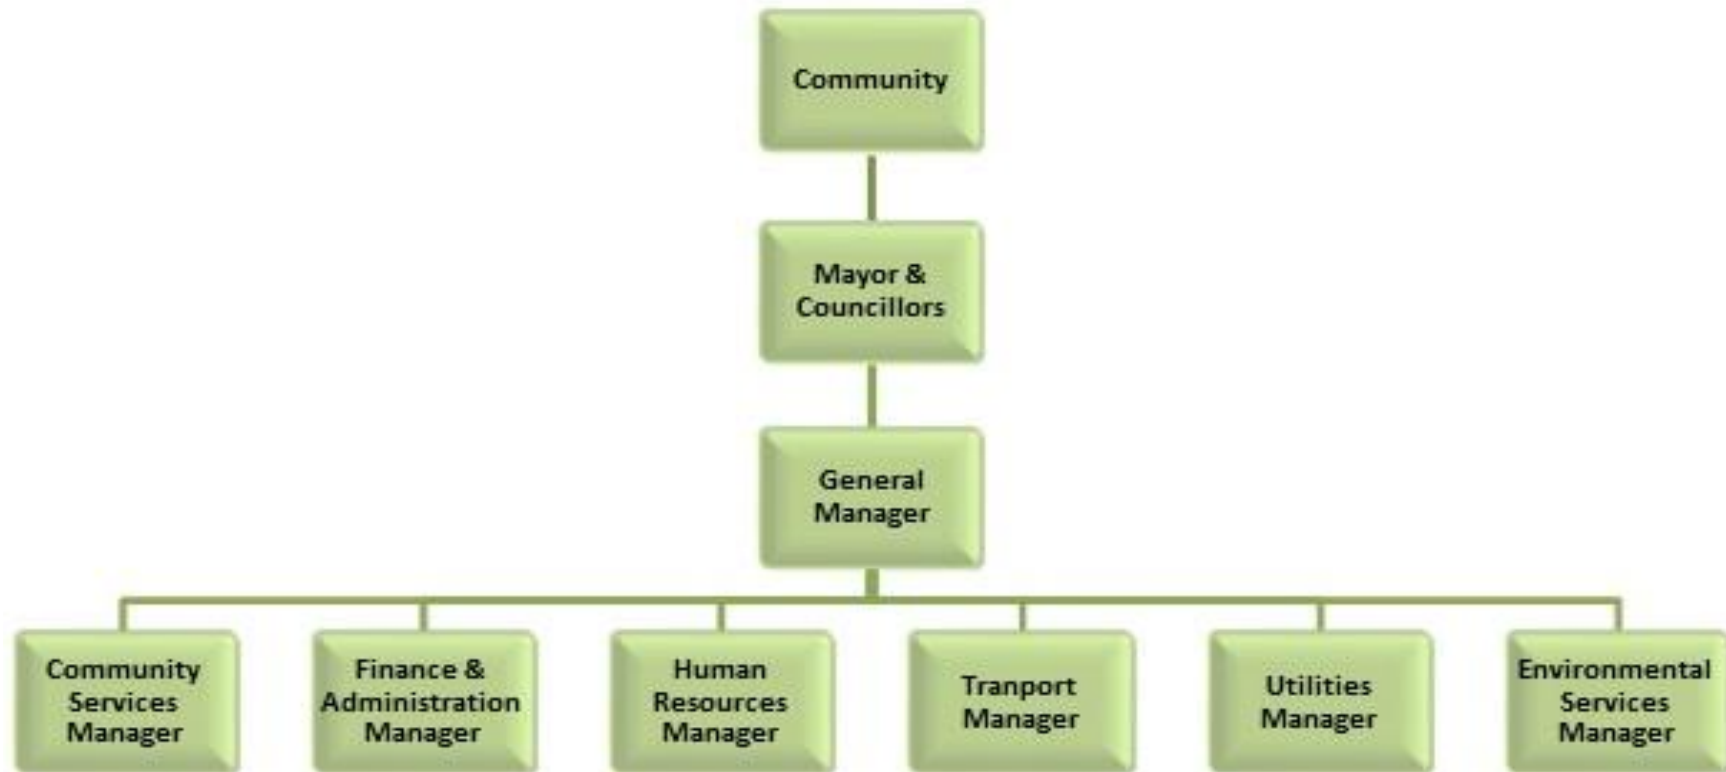 Community
Mayor &
Councillors
General
Manager
Community
Services
Manager
Finance &
Administration
Manager
Human
Resources
Manager
Tranport
Manager
Utilities
Manager
Environmental
Services
Manager